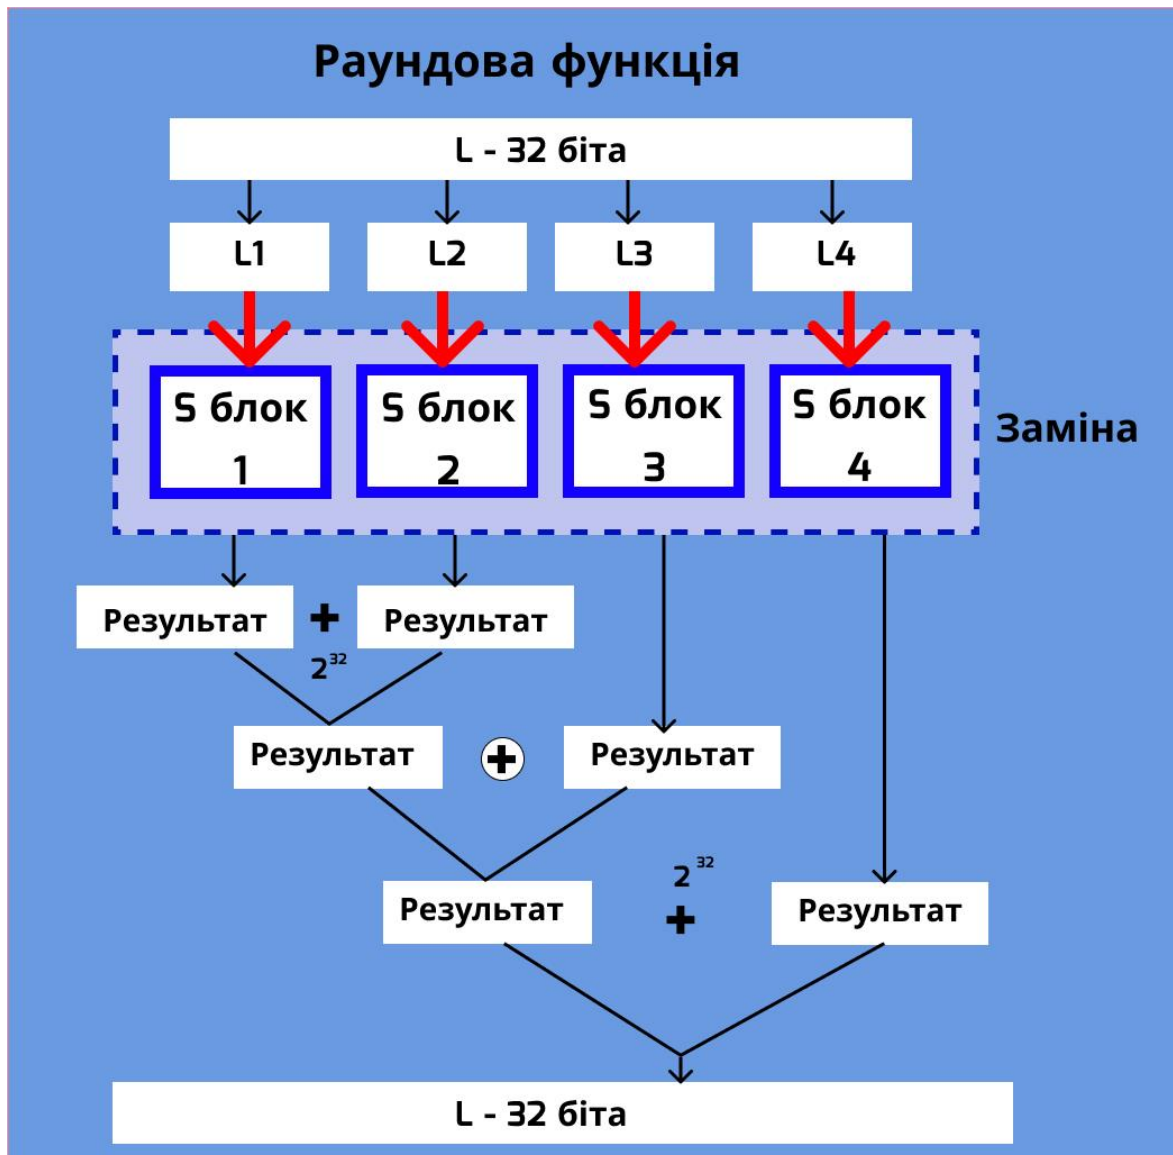 Раундова функція
L - 32 біта
L1 L2 L3 L4
S блок S блок S блок S блок
1 2 3 4
Заміна
Результат + Результат
2³²
Результат + Результат
2³²
Результат + Результат
L - 32 біта